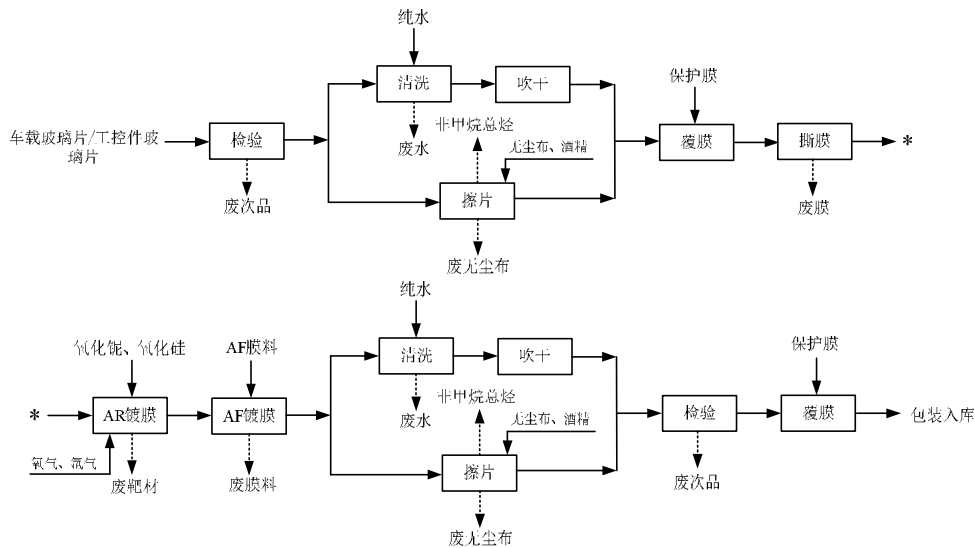 纯水
清洗
吹干
保护膜
车载玻璃片/工控件玻
璃片
检验
非甲烷总烃
废水
无尘布、酒精
覆膜
撕膜
*
废次品
擦片
废膜
废无尘布
纯水
氧化铌、氧化硅
AF膜料
清洗
吹干
保护膜
*
AR镀膜
AF镀膜
非甲烷总烃
废水
无尘布、酒精
检验
覆膜
包装入库
氧气、氩气
废靶材
废膜料
擦片
废次品
废无尘布